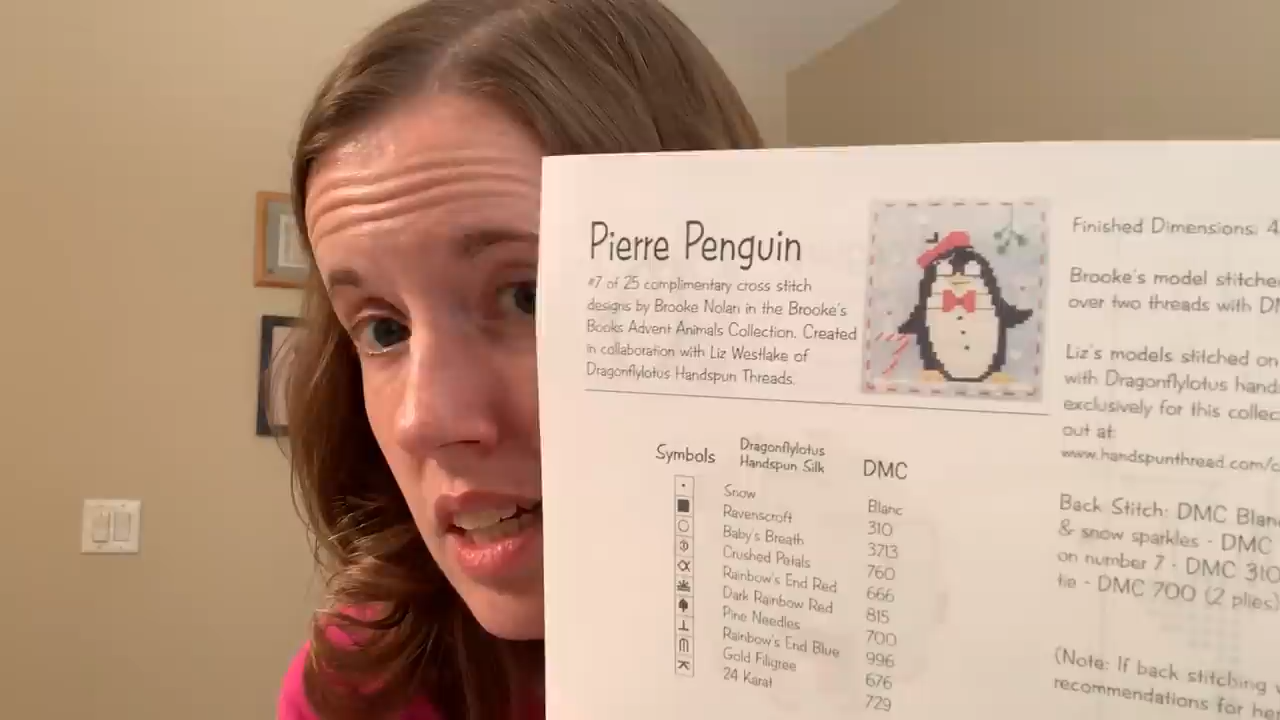 Pierre Penguin
#7 of 25 complimentary cross stitch
designs by Brooke Nolan in the Brooke's
Books Advent Animals Collection. Created
in collaboration with Liz Westlake of
Dragonflylotus Handspun Threads.
Finished Dimensions: 4
Brooke's model stitche
over two threads with D
Liz's models stitched on
with Dragonflylotus hand
exclusively for this collec
out at:
www.handspunthread.com/c
Symbols
Dragonflylotus
Handspun Silk
DMC
Snow Blanc
Ravenscroft 310
Baby's Breath 3713
Crushed Petals 760
Rainbow's End Red 666
Dark Rainbow Red 815
Pine Needles 700
Rainbow's End Blue 996
Gold Filigree 676
24 Karat 729
Back Stitch: DMC Blan
& snow sparkles - DMC
on number 7 - DMC 310
tie - DMC 700 (2 plies)
(Note: If back stitching
recommendations for her